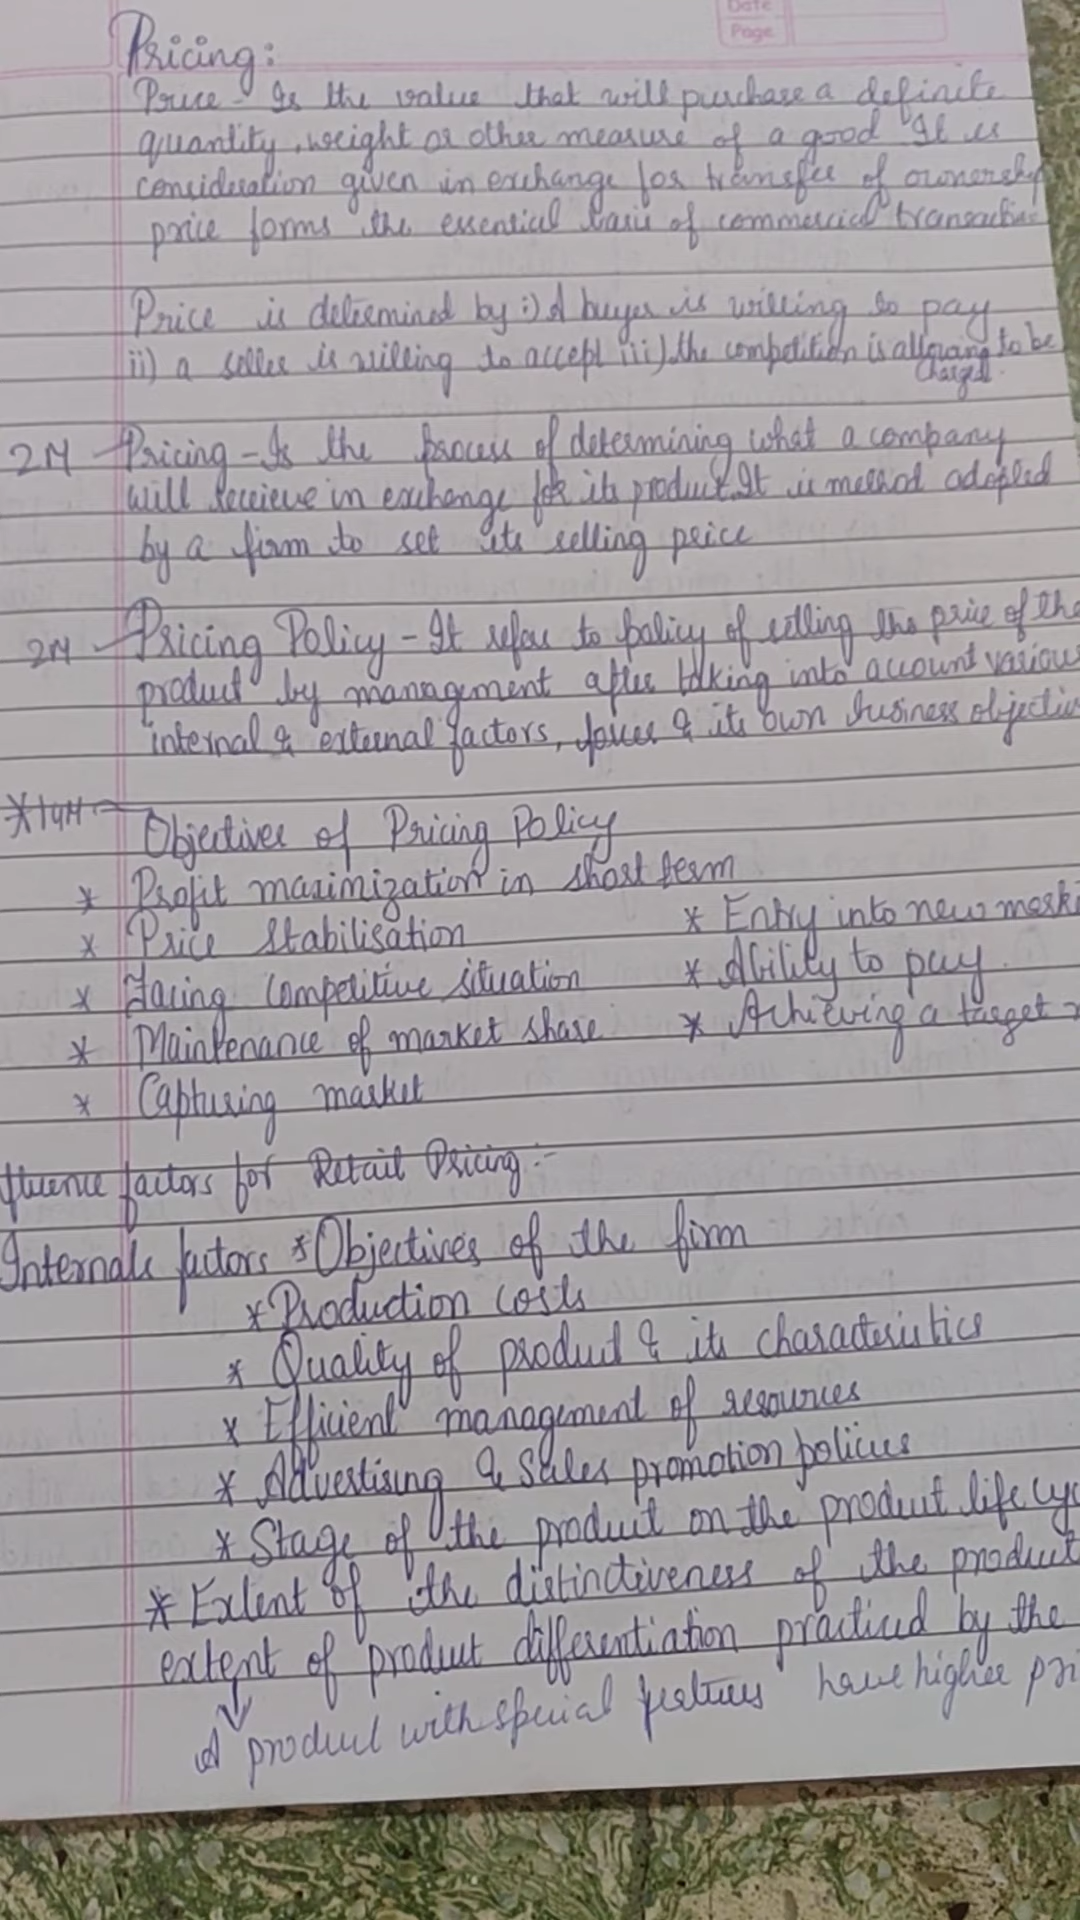 Date
Page
Pricing:
Price - Is the value that will purchase a definite
quantity, weight or other measure of a good It is
consideration given in exchange for transfer of ownership
price forms the essential basis of commercial
Price is determined by i) A buyer is willing to pay
ii) a seller is willing to accept iii) the competition is allowing to be
charged.
2M - Pricing - Is the process of determining what a company
will receieve in exchange for its product. It is method adopted
by a firm to set its selling price
2M - Pricing Policy - It refers to policy of setting the price of the
product by management after taking into account various
internal & external factors, forces & its own business
Objectives of Pricing Policy
* Profit maximization in short term
* Price Stabilisation * Entry into new
* Facing Competitive situation * Ability to pay.
* Maintenance of market share * Achieving a target
* Capturing market
factors for Retail Pricing :-
Internal factors * Objectives of the firm
* Production costs
* Quality of product & its characteristics
* Efficient management of resources
* Advertising & Sales promotion policies
* Stage of the product on the product life
* Extent of the distinctiveness of the product
extent of product differentiation practiced by the
A product with special features have higher